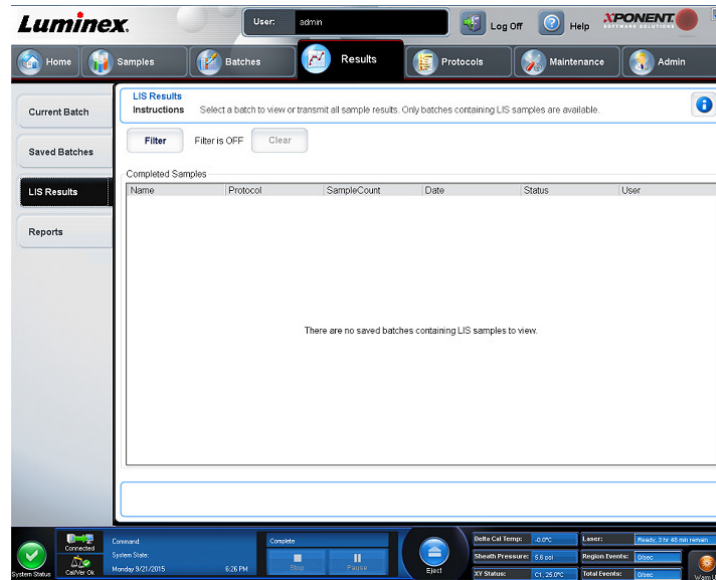 Luminex.
User: admin
Log Off
Help
XPONENT
SOFTWARE SOLUTIONS
Home
Samples
Batches
Results
Protocols
Maintenance
Admin
Current Batch
Saved Batches
LIS Results
Reports
LIS Results
Instructions Select a batch to view or transmit all sample results. Only batches containing LIS samples are available.
Filter Filter is OFF Clear
Completed Samples
Name Protocol SampleCount Date Status User
There are no saved batches containing LIS samples to view.
System Status
Connected
Cal/Ver Ok
Command
System State:
Monday 9/21/2015 6:26 PM
Complete
Stop
Pause
Eject
Delta Cal Temp: -0.0°C
Sheath Pressure: 5.6 psi
XY Status: C1, 25.0°C
Laser: Ready, 3 hr 45 min remain
Region Events: 0/sec
Total Events: 0/sec